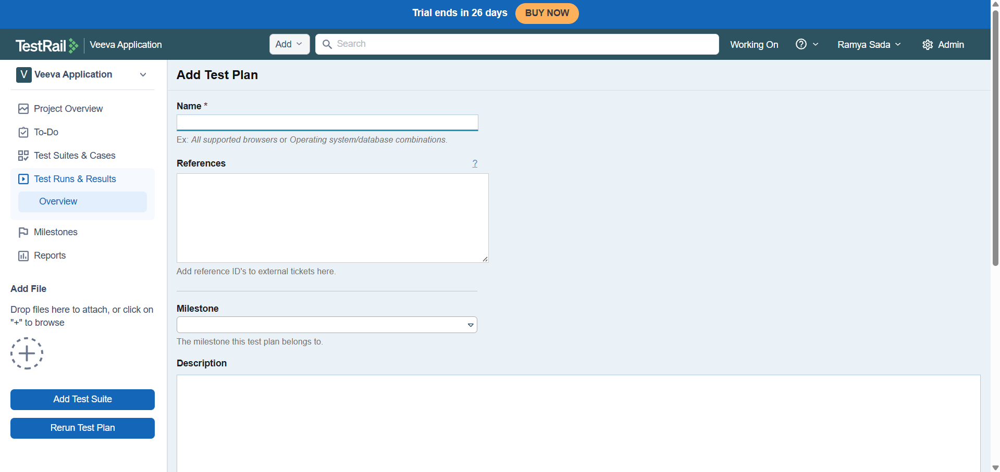 Trial ends in 26 days BUY NOW
TestRail Veeva Application Add Search Working On ? Ramya Sada Admin
V Veeva Application
Project Overview
To-Do
Test Suites & Cases
Test Runs & Results
Overview
Milestones
Reports
Add File
Drop files here to attach, or click on
"+" to browse
Add Test Suite
Rerun Test Plan
Add Test Plan
Name *
Ex: All supported browsers or Operating system/database combinations.
References ?
Add reference ID's to external tickets here.
Milestone
The milestone this test plan belongs to.
Description